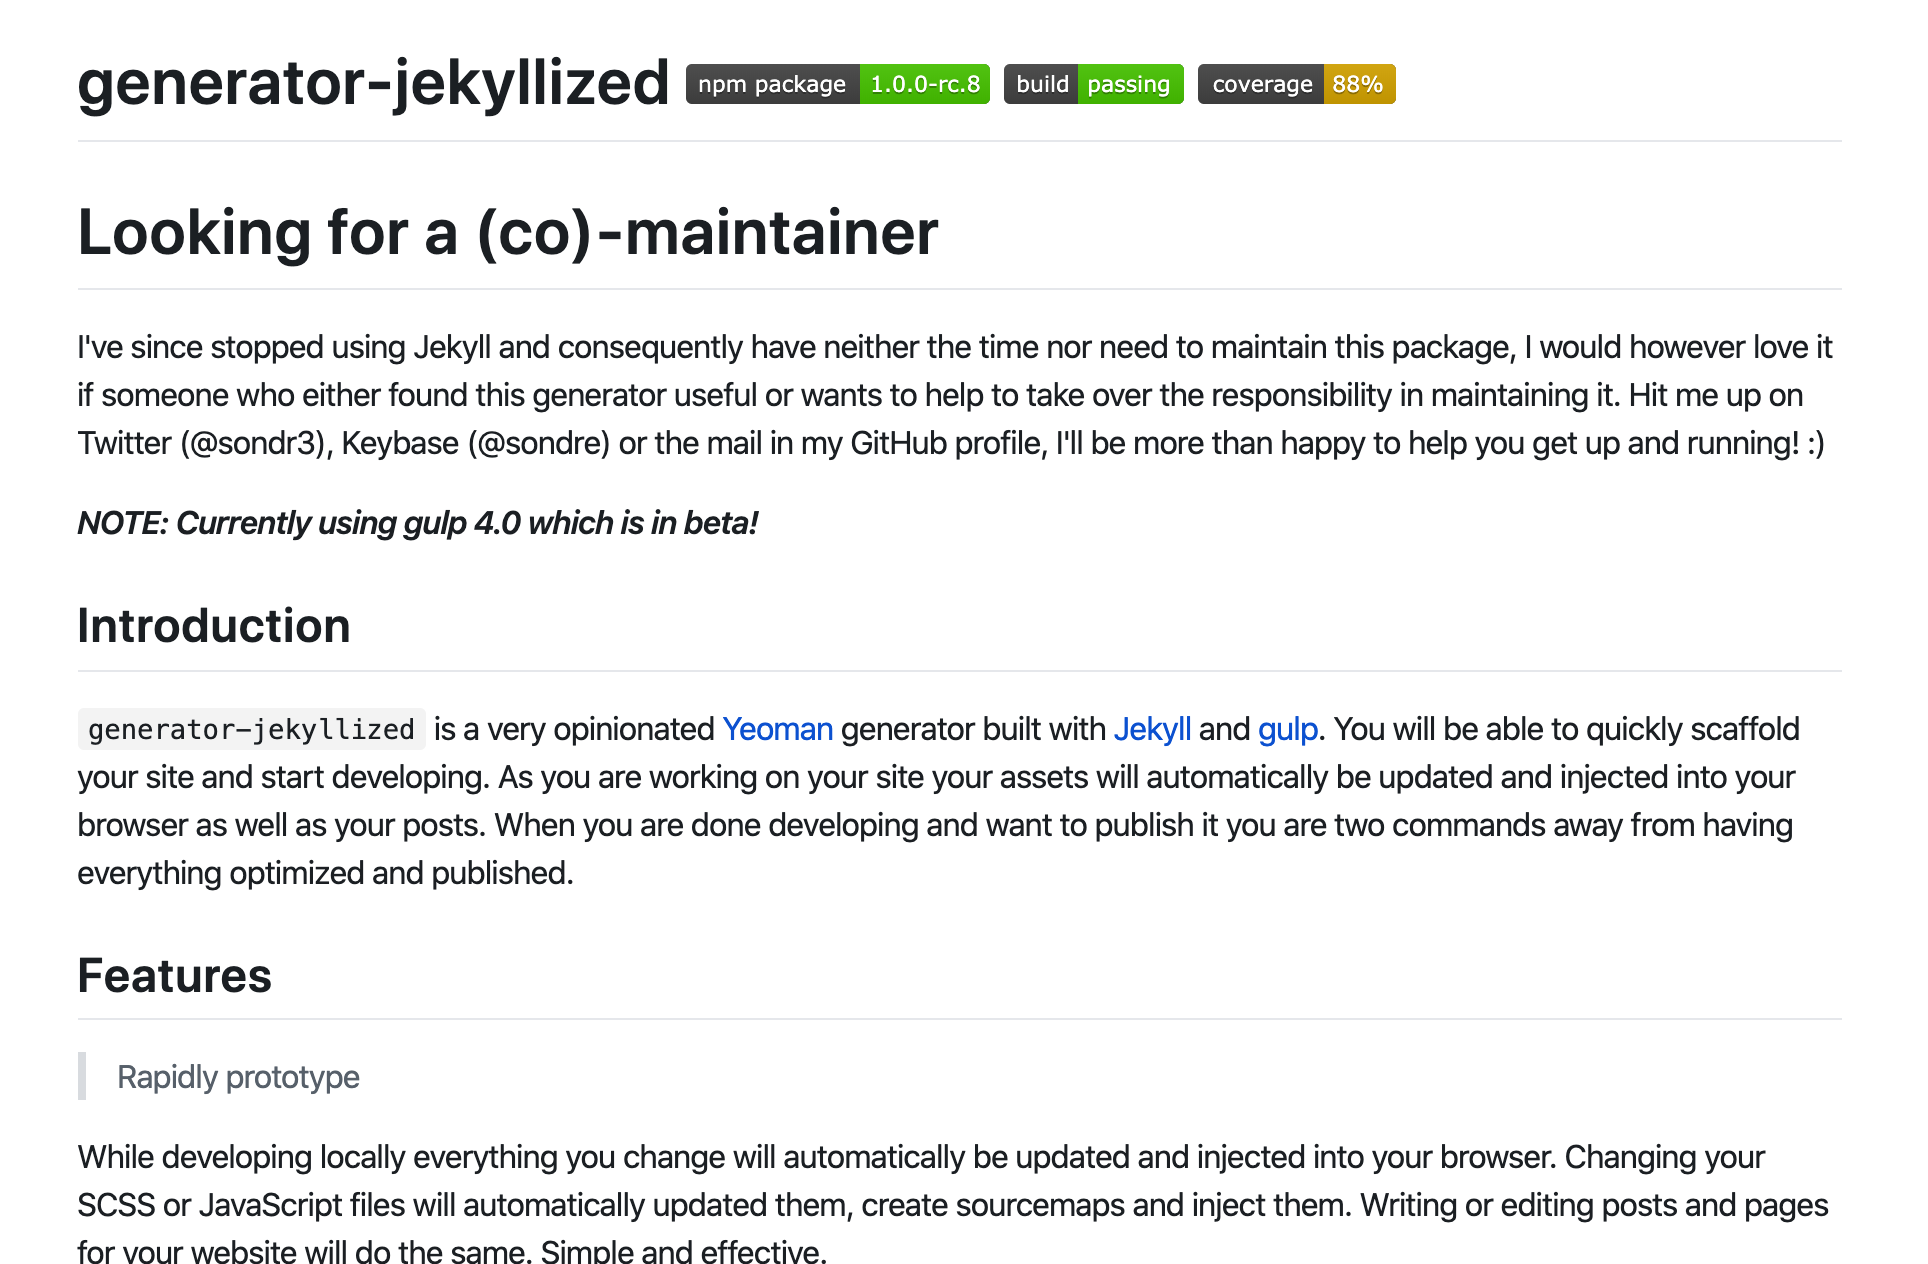 generator-jekyllized npm package 1.0.0-rc.8 build passing coverage 88%
Looking for a (co)-maintainer
I've since stopped using Jekyll and consequently have neither the time nor need to maintain this package, I would however love it
if someone who either found this generator useful or wants to help to take over the responsibility in maintaining it. Hit me up on
Twitter (@sondr3), Keybase (@sondre) or the mail in my GitHub profile, I'll be more than happy to help you get up and running! :)
NOTE: Currently using gulp 4.0 which is in beta!
Introduction
generator-jekyllized is a very opinionated Yeoman generator built with Jekyll and gulp. You will be able to quickly scaffold
your site and start developing. As you are working on your site your assets will automatically be updated and injected into your
browser as well as your posts. When you are done developing and want to publish it you are two commands away from having
everything optimized and published.
Features
Rapidly prototype
While developing locally everything you change will automatically be updated and injected into your browser. Changing your
SCSS or JavaScript files will automatically updated them, create sourcemaps and inject them. Writing or editing posts and pages
for your website will do the same. Simple and effective.